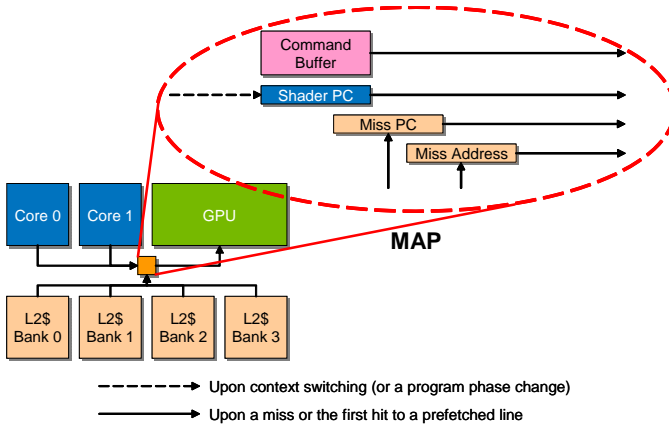 Command
Buffer
Shader PC
Miss PC
Miss Address
MAP
Core 0
Core 1
GPU
L2$
Bank 0
L2$
Bank 1
L2$
Bank 2
L2$
Bank 3
Upon context switching (or a program phase change)
Upon a miss or the first hit to a prefetched line